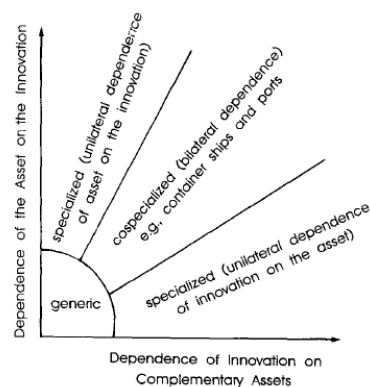 Dependence of the Asset on the Innovation
specialized (unilateral dependence
of asset on the innovation)
cospecialized (bilateral dependence)
e.g., container ships and ports
specialized (unilateral dependence
of innovation on the asset)
generic
Dependence of Innovation on
Complementary Assets